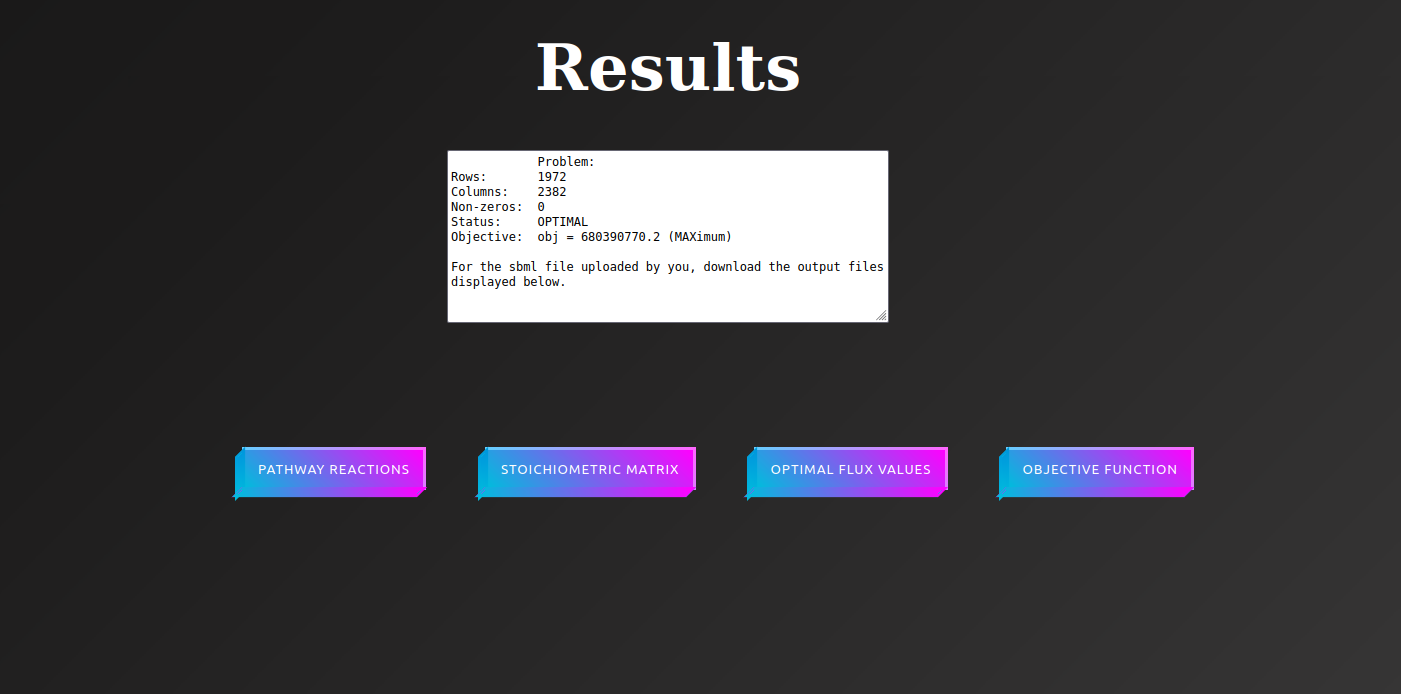 Results
Problem:
Rows: 1972
Columns: 2382
Non-zeros: 0
Status: OPTIMAL
Objective: obj = 680390770.2 (MAXimum)
For the sbml file uploaded by you, download the output files
displayed below.
PATHWAY REACTIONS
STOICHIOMETRIC MATRIX
OPTIMAL FLUX VALUES
OBJECTIVE FUNCTION